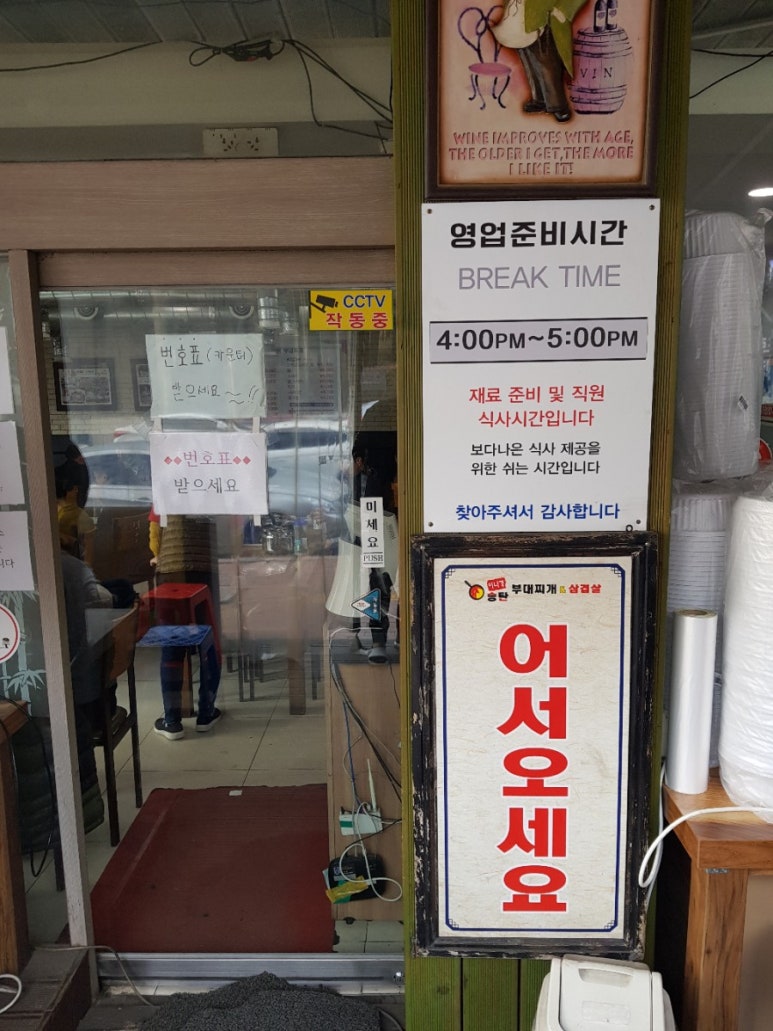 VIN
WINE IMPROVES WITH AGE,
THE OLDER I GET, THE MORE
I LIKE IT!
영업준비시간
BREAK TIME
4:00PM~5:00PM
재료 준비 및 직원
식사시간입니다
보다나은 식사 제공을
위한 쉬는 시간입니다
찾아주셔서 감사합니다
CCTV
작동중
번호표 (카운터)
받으세요~!!
번호표
받으세요
미세요
PUSH
송탄 부대찌개 & 삼겹살
어서오세요